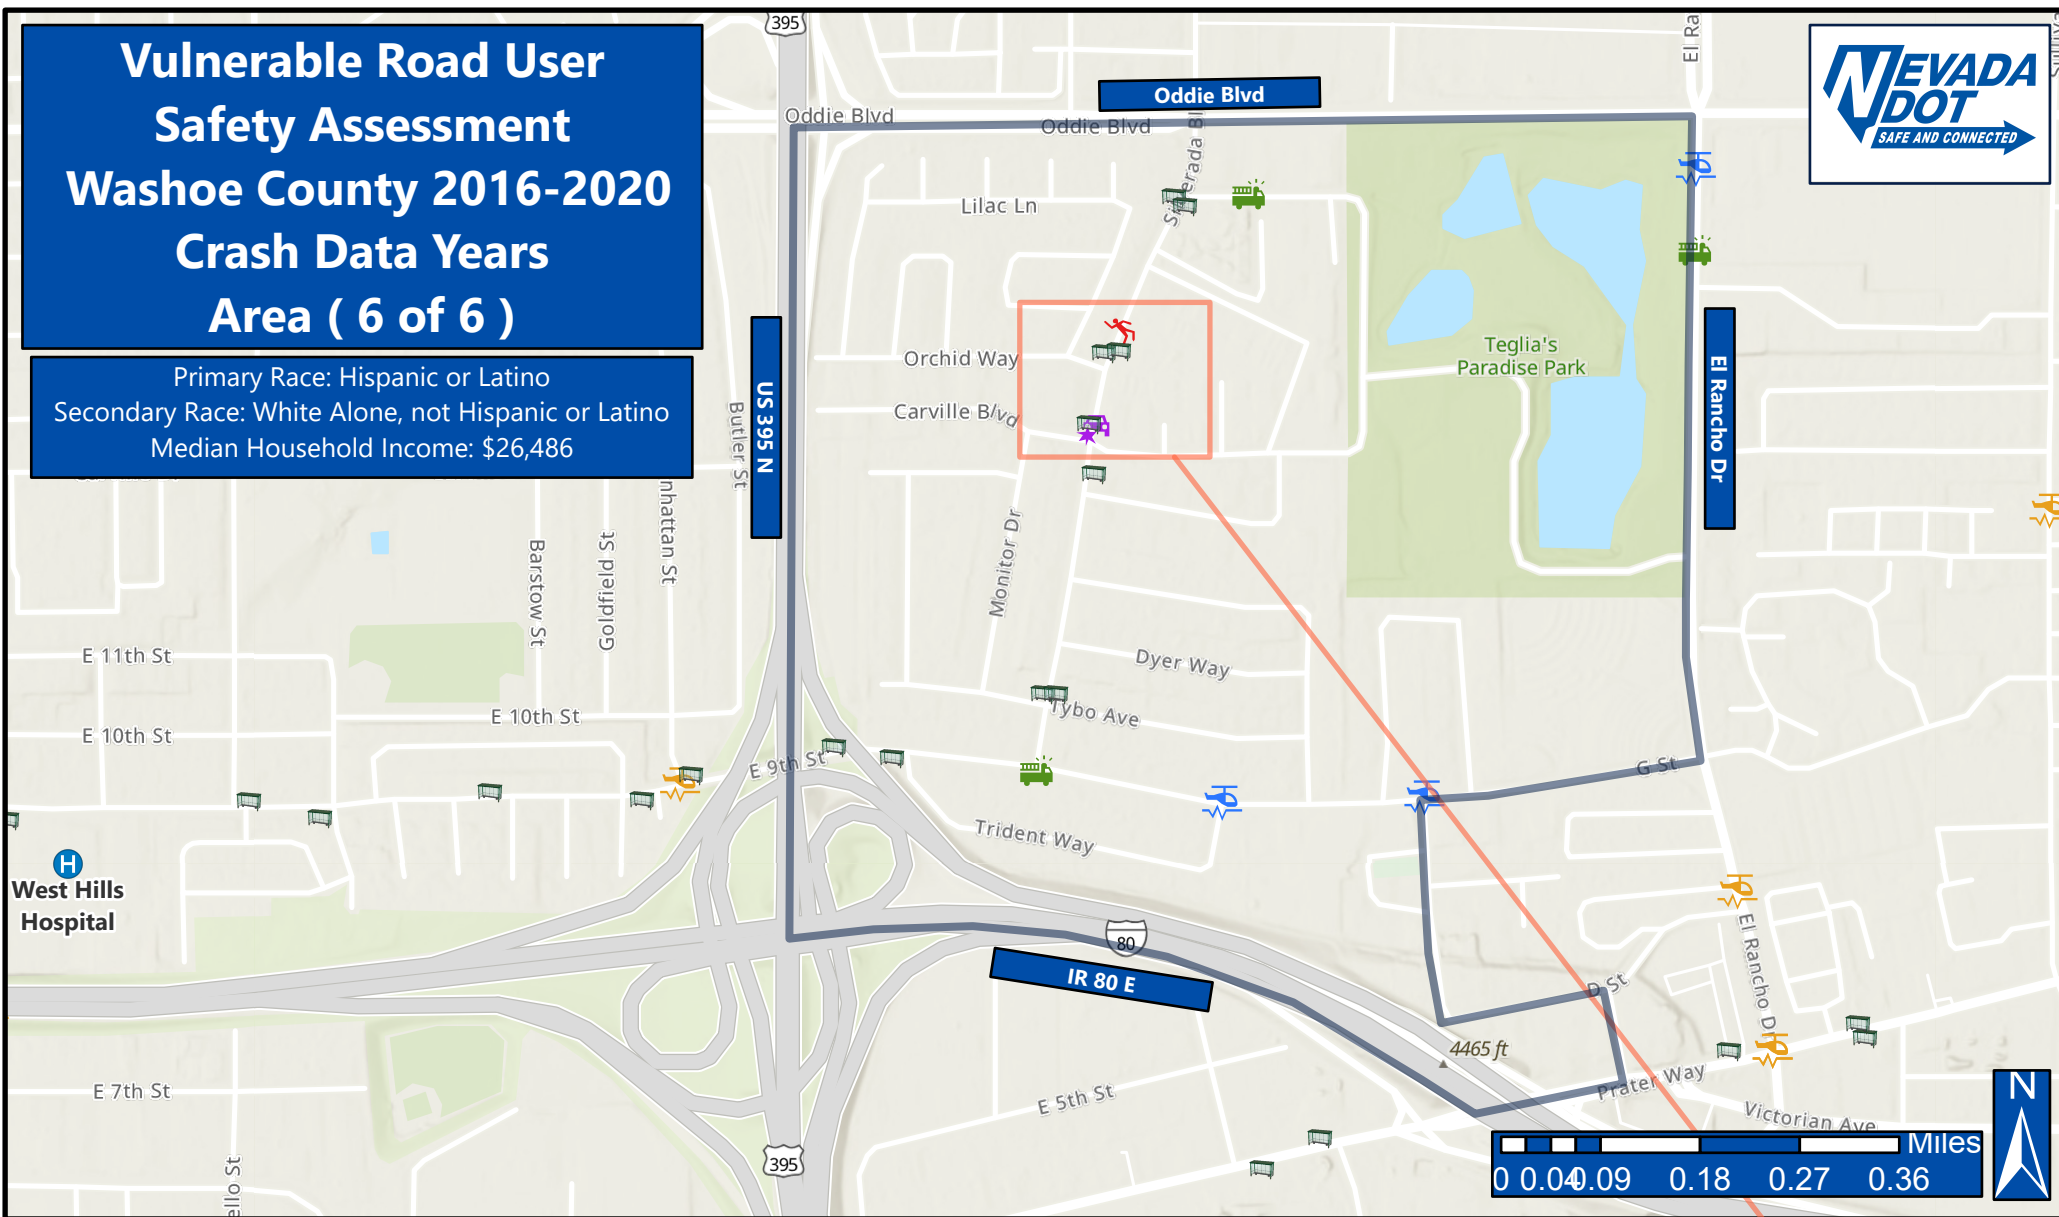 Vulnerable Road User
Safety Assessment
Washoe County 2016-2020
Crash Data Years
Area ( 6 of 6 )
Primary Race: Hispanic or Latino
Secondary Race: White Alone, not Hispanic or Latino
Median Household Income: $26,486
NEVADA
DOT
SAFE AND CONNECTED
395
El Ra
Oddie Blvd
Oddie Blvd
Oddie Blvd
Lilac Ln
Orchid Way
Carville Blvd
Teglia's
Paradise Park
US 395 N
El Rancho Dr
Butler St
nhattan St
Goldfield St
Barstow St
Monitor Dr
E 11th St
E 10th St
E 10th St
Dyer Way
Tybo Ave
E 9th St
G St
Trident Way
H
West Hills
Hospital
80
IR 80 E
El Rancho Dr
D St
4465 ft
E 7th St
E 5th St
Prater Way
Victorian Ave
395
ello St
N
Miles
0 0.04 0.09 0.18 0.27 0.36